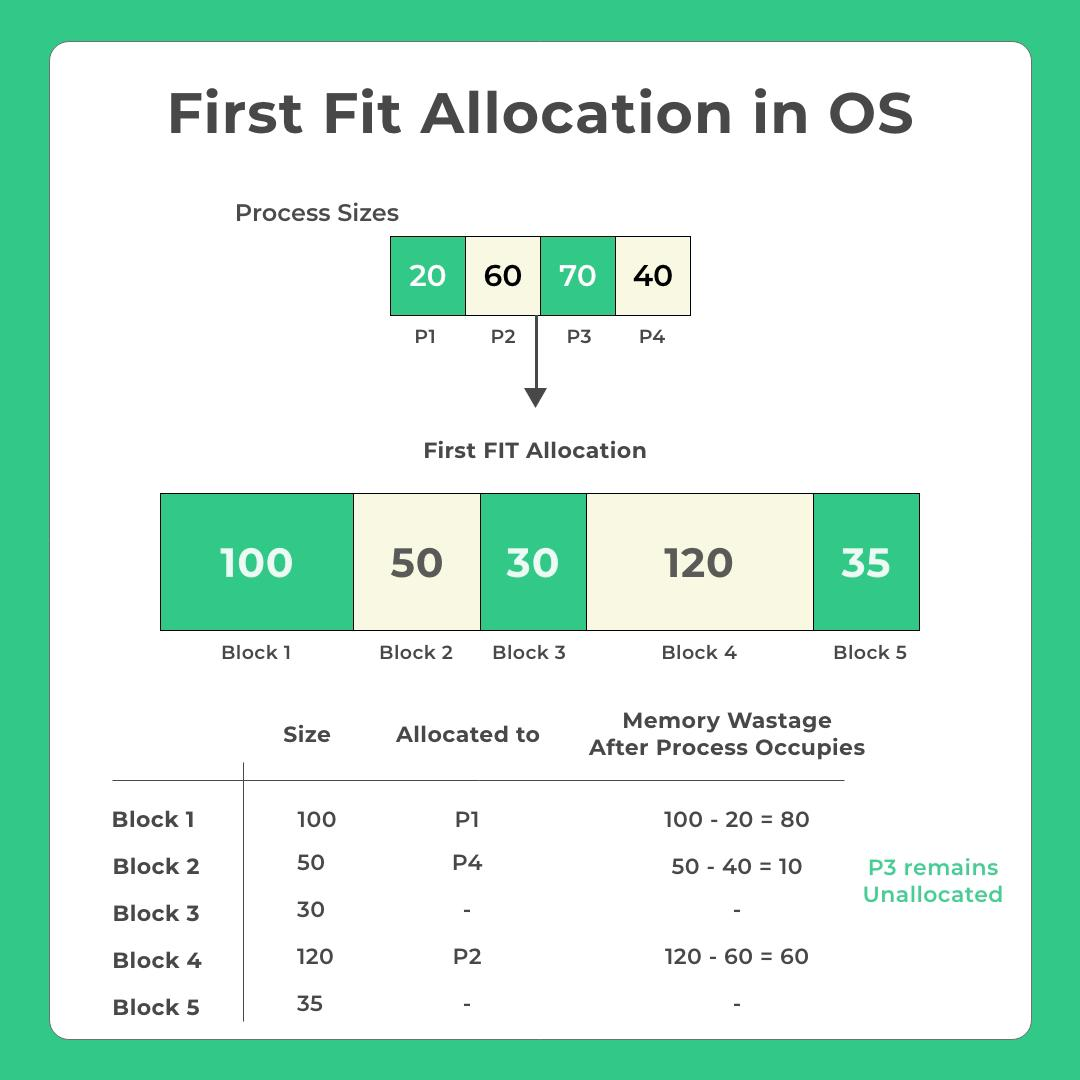 First Fit Allocation in OS
Process Sizes
20 60 70 40
P1 P2 P3 P4
First FIT Allocation
100 50 30 120 35
Block 1 Block 2 Block 3 Block 4 Block 5
Size Allocated to Memory Wastage
After Process Occupies
Block 1 100 P1 100 - 20 = 80
Block 2 50 P4 50 - 40 = 10
P3 remains
Unallocated
Block 3 30 - -
Block 4 120 P2 120 - 60 = 60
Block 5 35 - -